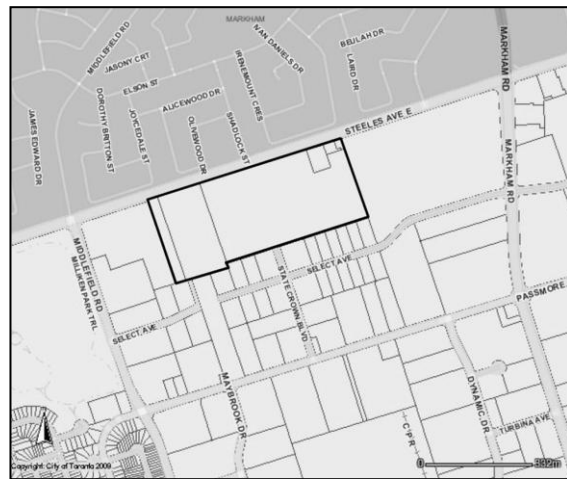 MARKHAM
MIDDLEFIELD RD
JASONY CRT
NAN DANIELS DR
BEULAH DR
MARKHAM RD
ELSON ST
IRENEMOUNT CRES
LAIRD DR
ALICEWOOD DR
JAMES EDWARD DR
DOROTHY BRITTON ST
JOYCEDALE ST
OLIVEWOOD DR
SHADLOCK ST
STEELES AVE E
MARKHAM RD
MIDDLEFIELD RD
MILLIKEN PARK TRL
SELECT AVE
STATE CROWN BLVD
SELECT AVE
PASSMORE
MAYBROOK DR
DYNAMIC DR
C P R
TURBINA AVE
Copyright: City of Toronto 2009
0 332m